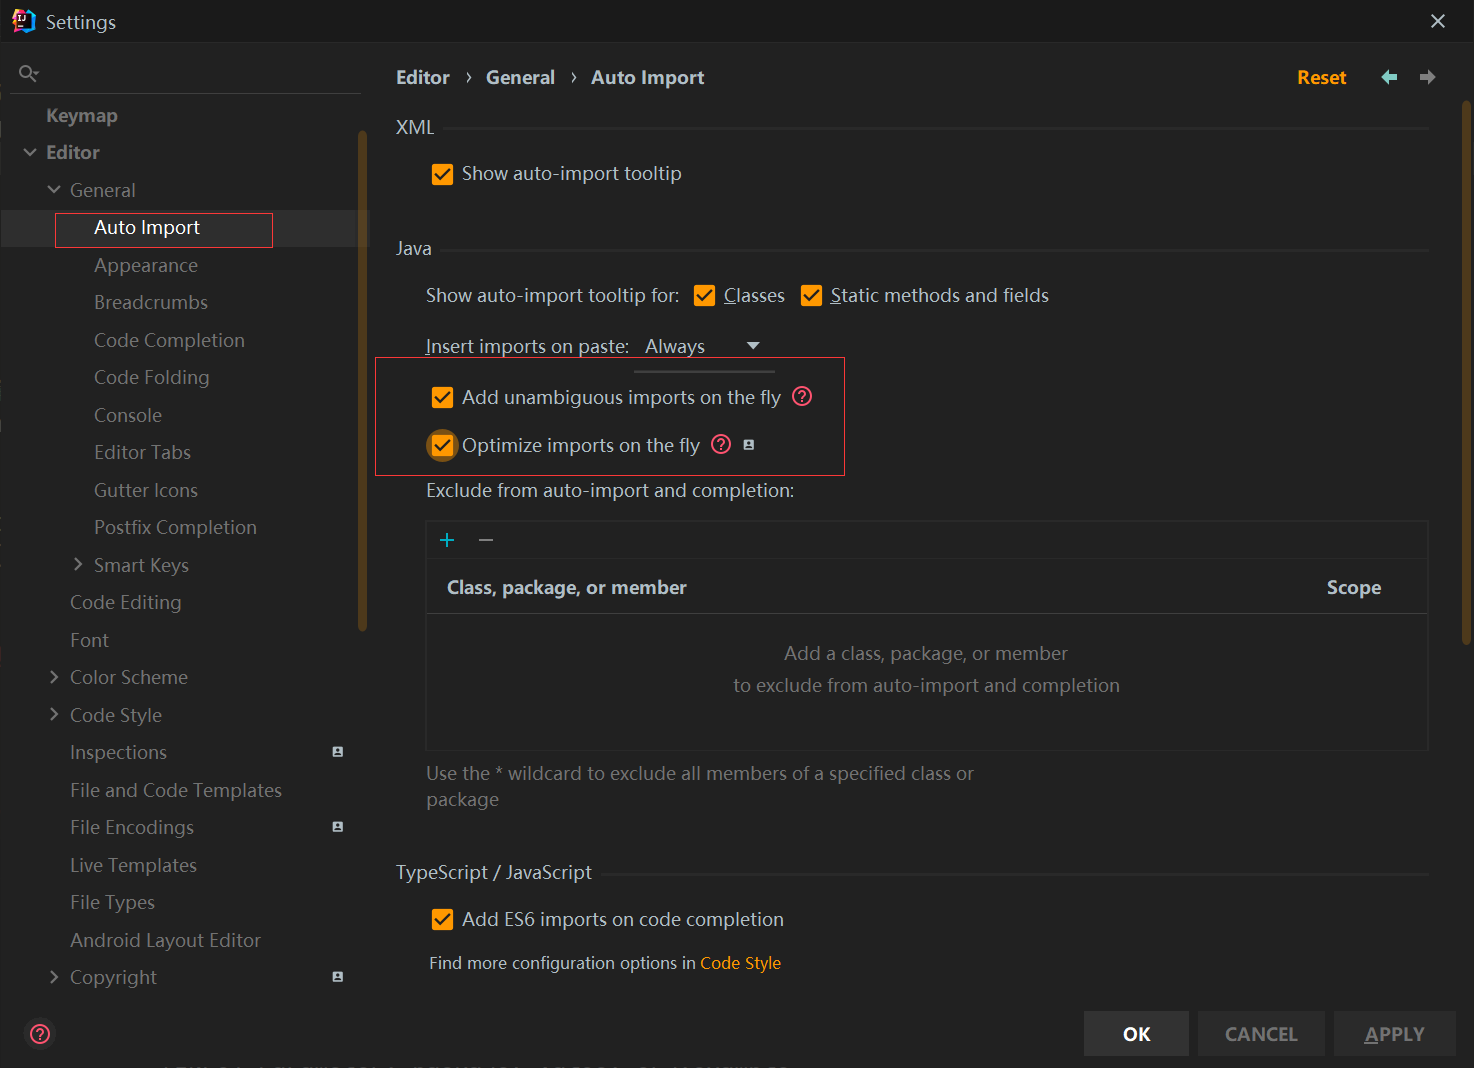 Settings
Keymap
Editor
General
Auto Import
Appearance
Breadcrumbs
Code Completion
Code Folding
Console
Editor Tabs
Gutter Icons
Postfix Completion
Smart Keys
Code Editing
Font
Color Scheme
Code Style
Inspections
File and Code Templates
File Encodings
Live Templates
File Types
Android Layout Editor
Copyright
Editor › General › Auto Import
Reset
XML
Show auto-import tooltip
Java
Show auto-import tooltip for: Classes Static methods and fields
Insert imports on paste: Always
Add unambiguous imports on the fly
Optimize imports on the fly
Exclude from auto-import and completion:
Class, package, or member Scope
Add a class, package, or member
to exclude from auto-import and completion
Use the * wildcard to exclude all members of a specified class or
package
TypeScript / JavaScript
Add ES6 imports on code completion
Find more configuration options in Code Style
OK CANCEL APPLY